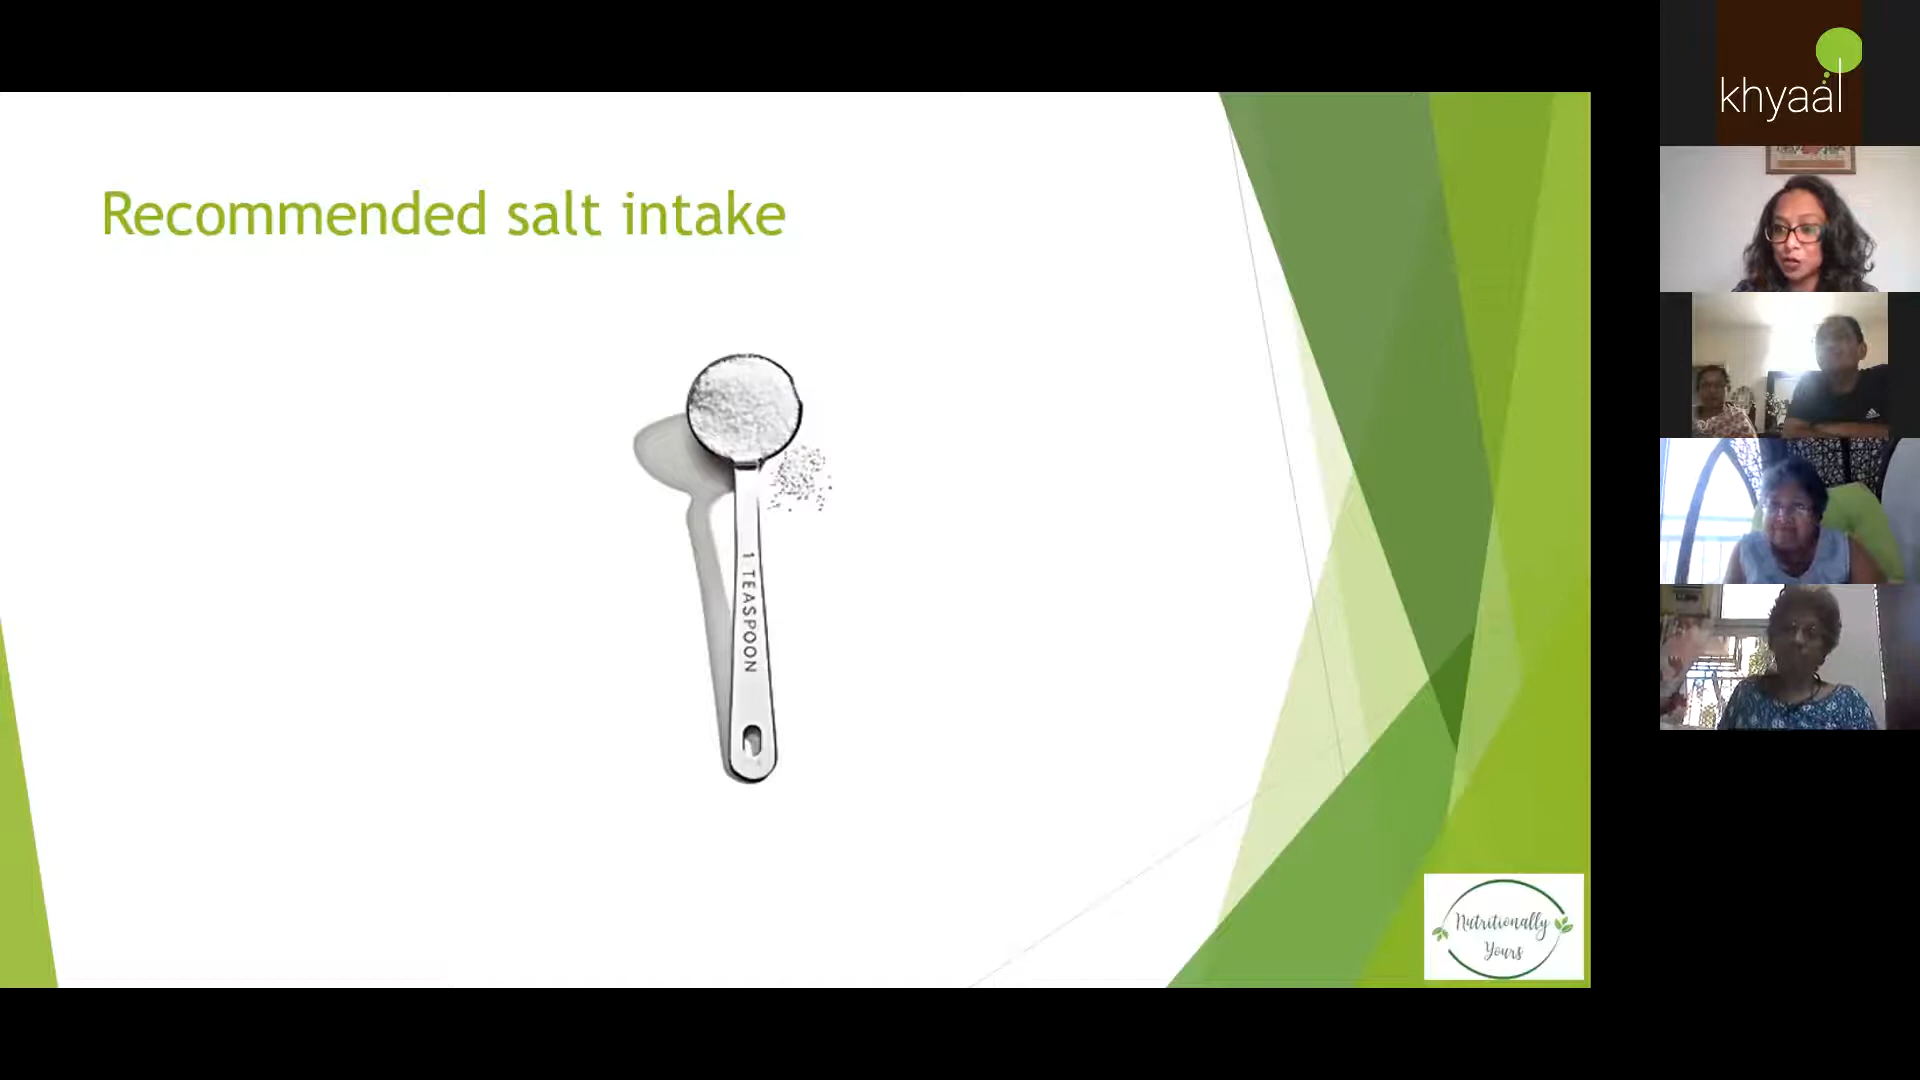 Recommended salt intake
1 TEASPOON
Nutritionally
Yours
khyaal